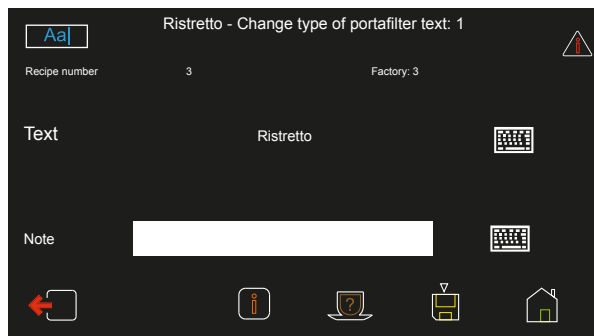 Aa
Ristretto - Change type of portafilter text: 1
Recipe number 3 Factory: 3
Text Ristretto
Note